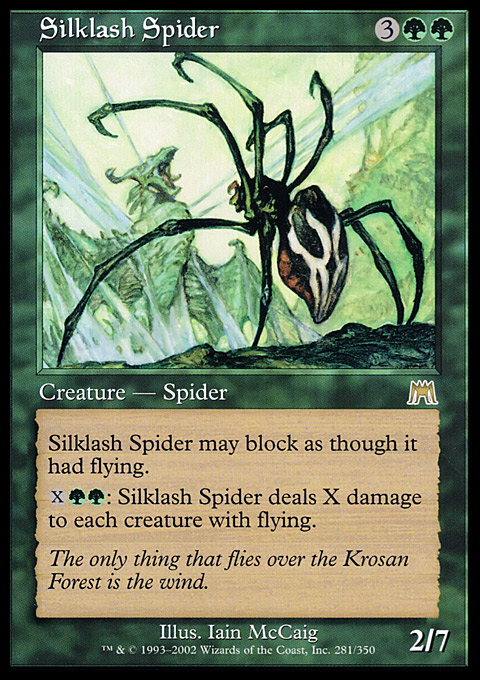 Silklash Spider 3
Creature — Spider
Silklash Spider may block as though it
had flying.
X: Silklash Spider deals X damage
to each creature with flying.
The only thing that flies over the Krosan
Forest is the wind.
Illus. Iain McCaig
™ & © 1993–2002 Wizards of the Coast, Inc. 281/350
2/7